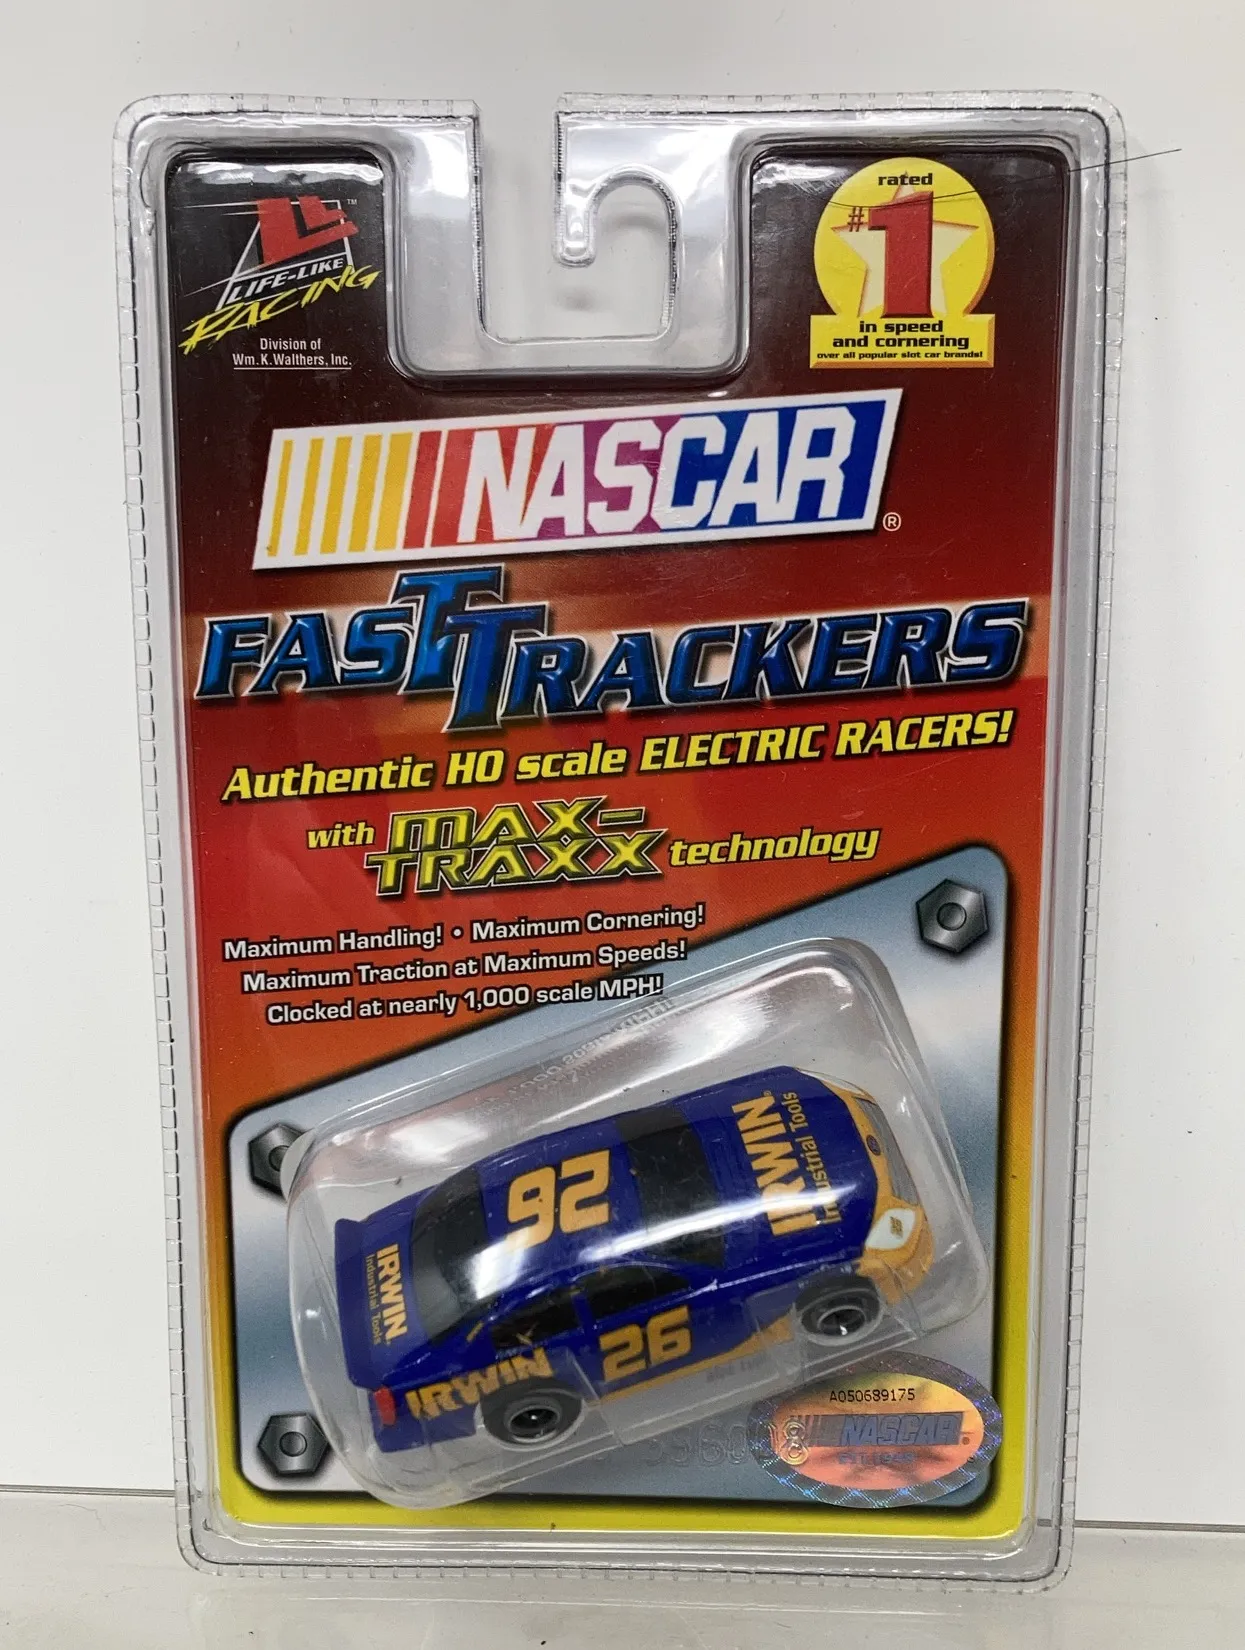 LL™
LIFE-LIKE
RACING
Division of
Wm. K. Walthers, Inc.
rated
#1
in speed
and cornering
over all popular slot car brands!
NASCAR®
FAST TRACKERS
Authentic HO scale ELECTRIC RACERS!
with MAX-TRAXX technology
Maximum Handling! • Maximum Cornering!
Maximum Traction at Maximum Speeds!
Clocked at nearly 1,000 scale MPH!
IRWIN®
Industrial Tools
26
IRWIN.
Industrial Tools
26
IRWIN
A050689175
NASCAR®